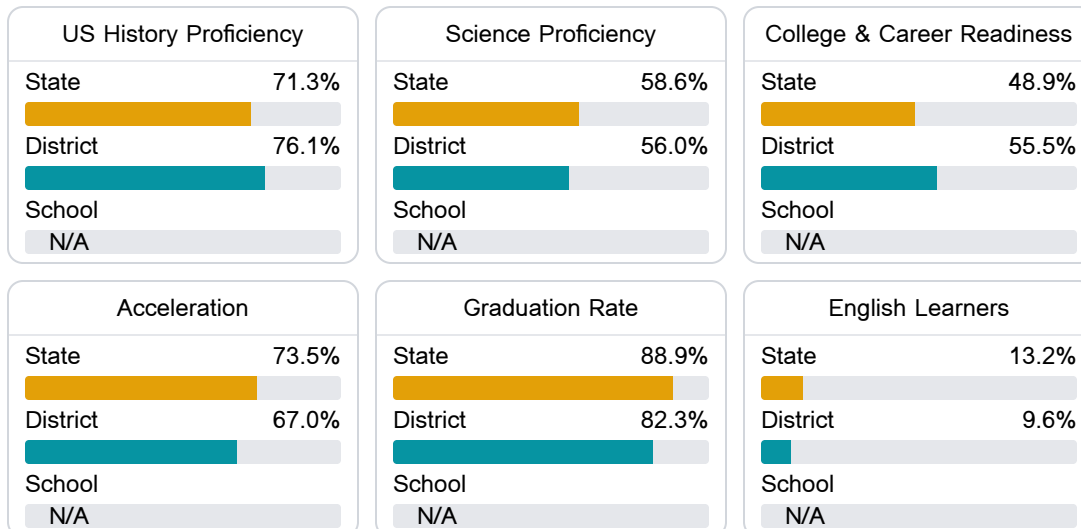 US History Proficiency
State 71.3%
District 76.1%
School
N/A
Science Proficiency
State 58.6%
District 56.0%
School
N/A
College & Career Readiness
State 48.9%
District 55.5%
School
N/A
Acceleration
State 73.5%
District 67.0%
School
N/A
Graduation Rate
State 88.9%
District 82.3%
School
N/A
English Learners
State 13.2%
District 9.6%
School
N/A